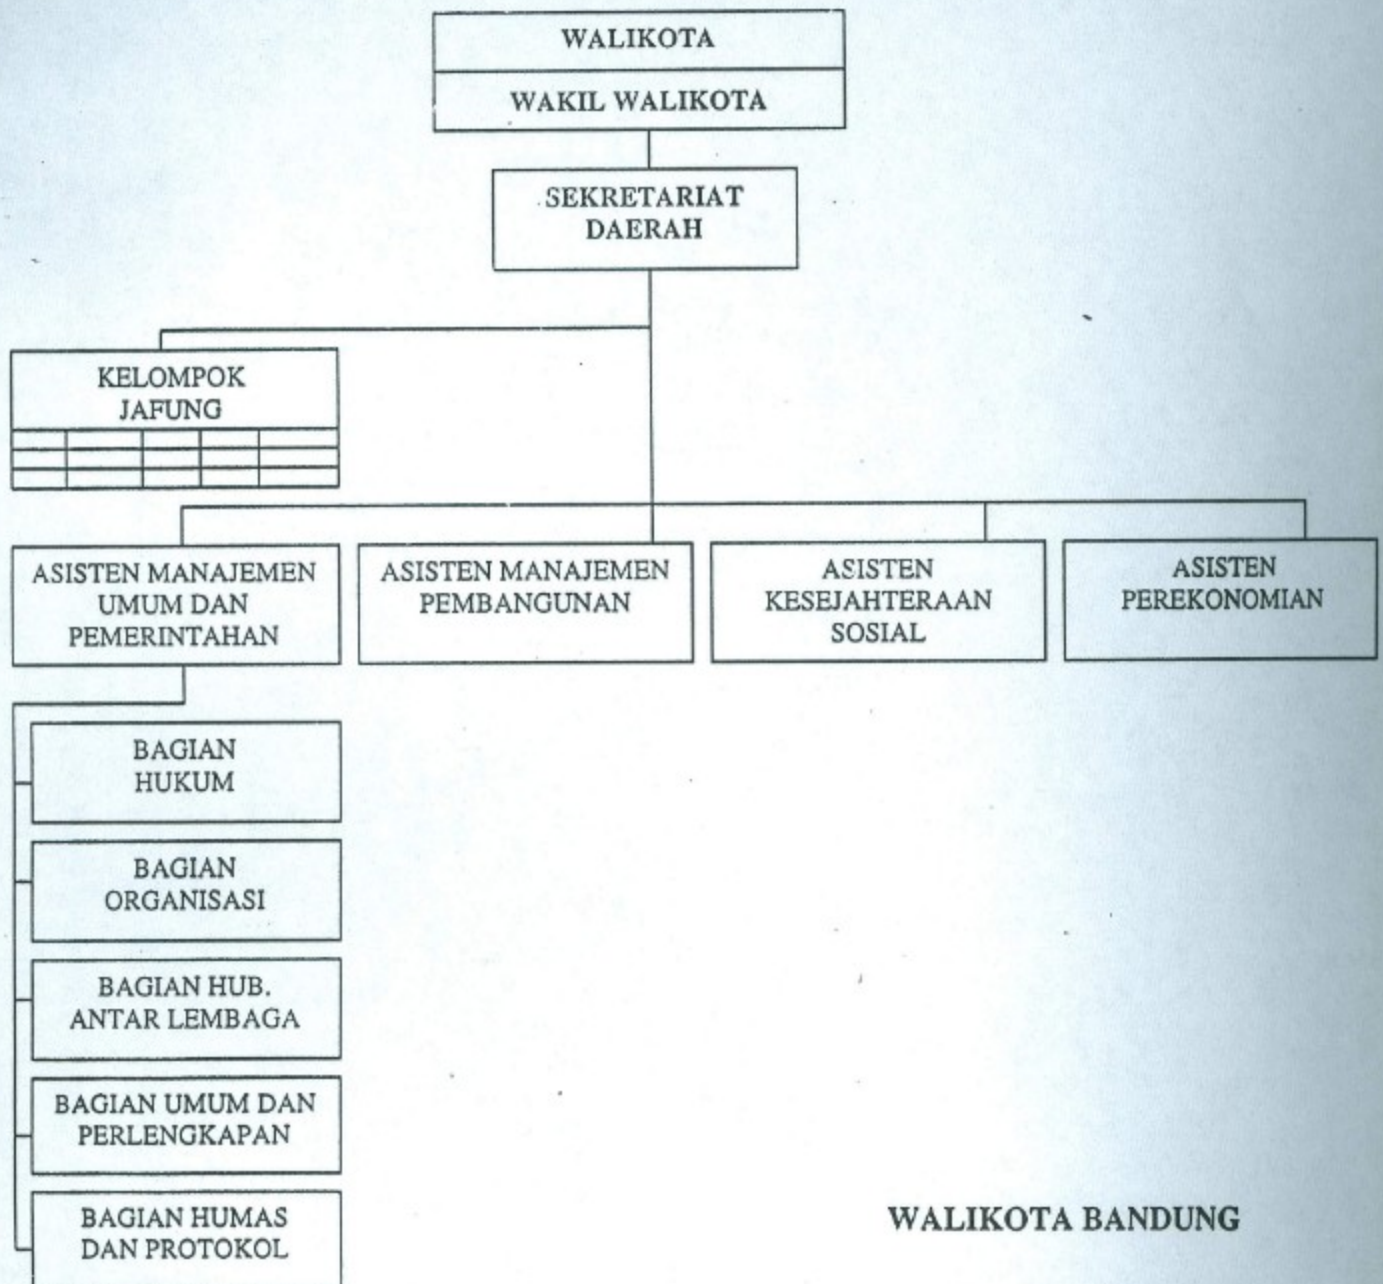 WALIKOTA
WAKIL WALIKOTA
SEKRETARIAT
DAERAH
KELOMPOK
JAFUNG
ASISTEN MANAJEMEN
UMUM DAN
PEMERINTAHAN
ASISTEN MANAJEMEN
PEMBANGUNAN
ASISTEN
KESEJAHTERAAN
SOSIAL
ASISTEN
PEREKONOMIAN
BAGIAN
HUKUM
BAGIAN
ORGANISASI
BAGIAN HUB.
ANTAR LEMBAGA
BAGIAN UMUM DAN
PERLENGKAPAN
BAGIAN HUMAS
DAN PROTOKOL
WALIKOTA BANDUNG